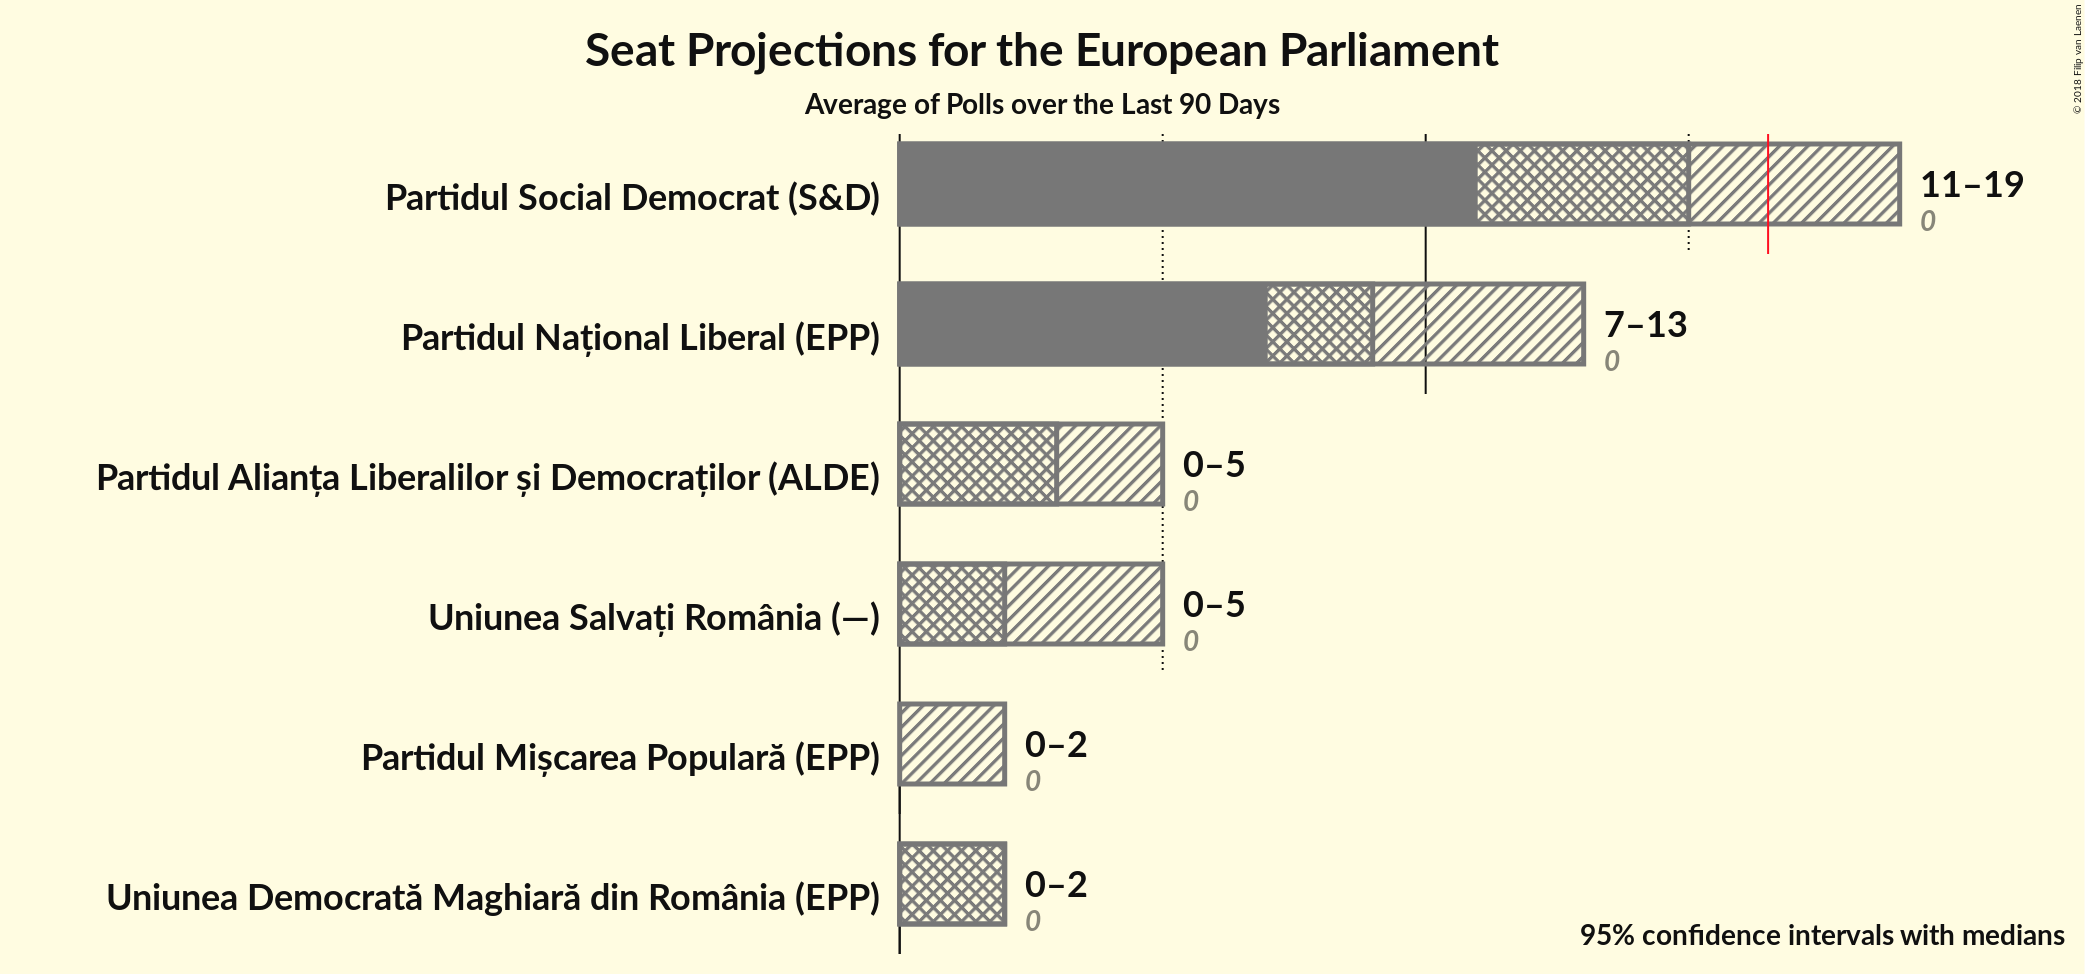 Seat Projections for the European Parliament
Average of Polls over the Last 90 Days
© 2018 Filip van Laenen
Partidul Social Democrat (S&D)
11–19
0
Partidul Național Liberal (EPP)
7–13
0
Partidul Alianța Liberalilor și Democraților (ALDE)
0–5
0
Uniunea Salvați România (—)
0–5
0
Partidul Mișcarea Populară (EPP)
0–2
0
Uniunea Democrată Maghiară din România (EPP)
0–2
0
95% confidence intervals with medians